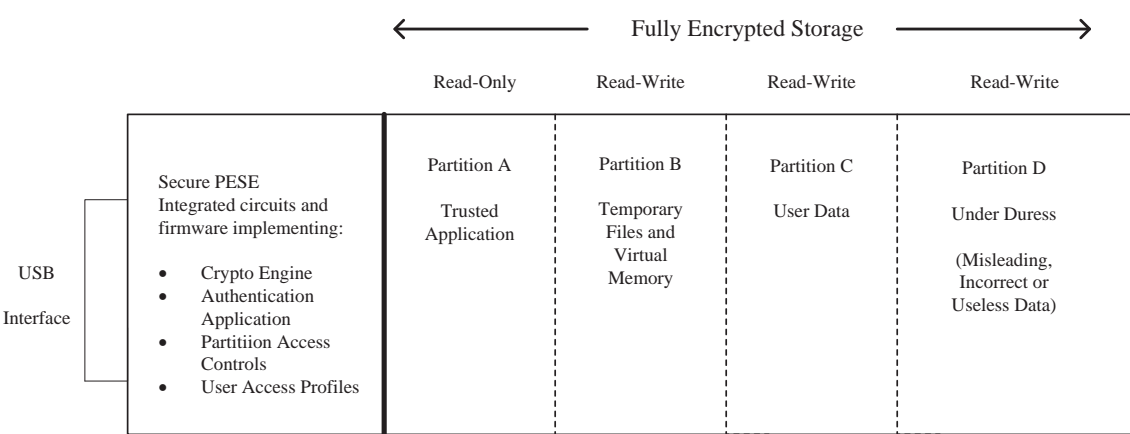 Fully Encrypted Storage
Read-Only
Read-Write
Read-Write
Read-Write
USB
Interface
Secure PESE
Integrated circuits and
firmware implementing:
• Crypto Engine
• Authentication
Application
• Partitiion Access
Controls
• User Access Profiles
Partition A
Trusted
Application
Partition B
Temporary
Files and
Virtual
Memory
Partition C
User Data
Partition D
Under Duress
(Misleading,
Incorrect or
Useless Data)